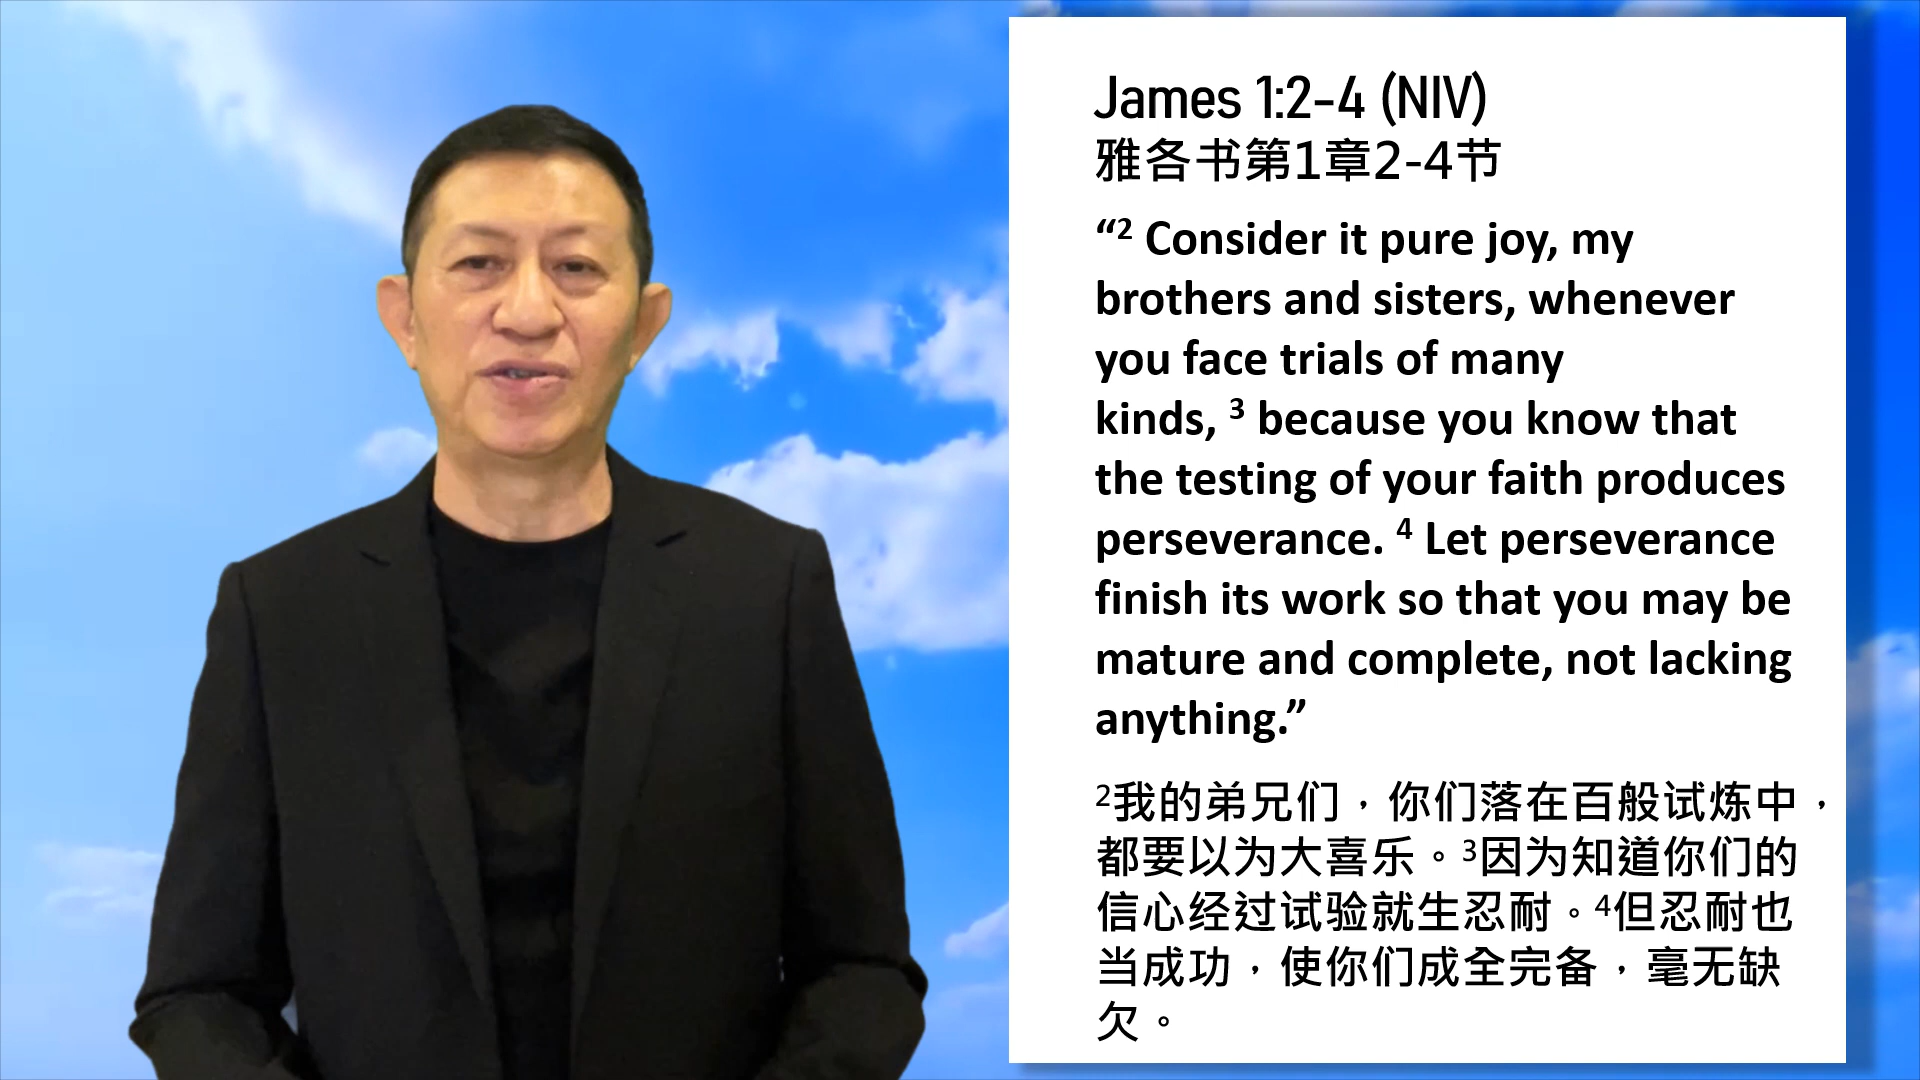 James 1:2-4 (NIV)
雅各书第1章2-4节
“² Consider it pure joy, my
brothers and sisters, whenever
you face trials of many
kinds, ³ because you know that
the testing of your faith produces
perseverance. ⁴ Let perseverance
finish its work so that you may be
mature and complete, not lacking
anything.”
²我的弟兄们，你们落在百般试炼中，
都要以为大喜乐。³因为知道你们的
信心经过试验就生忍耐。⁴但忍耐也
当成功，使你们成全完备，毫无缺
欠。